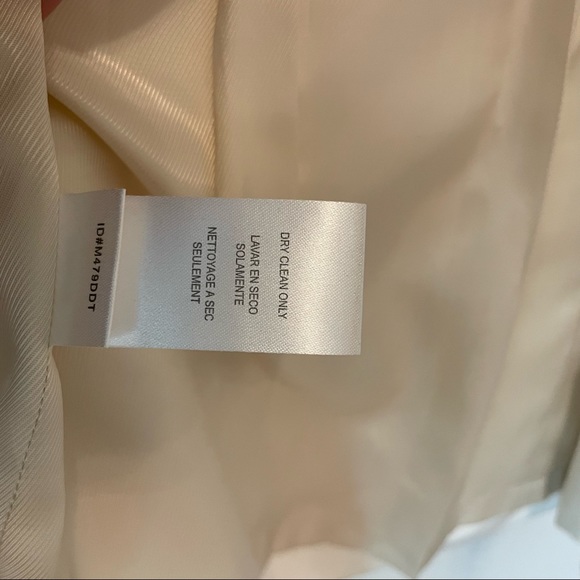 DRY CLEAN ONLY
LAVAR EN SECO
SOLAMENTE
NETTOYAGE A SEC
SEULEMENT
ID#M479DDT